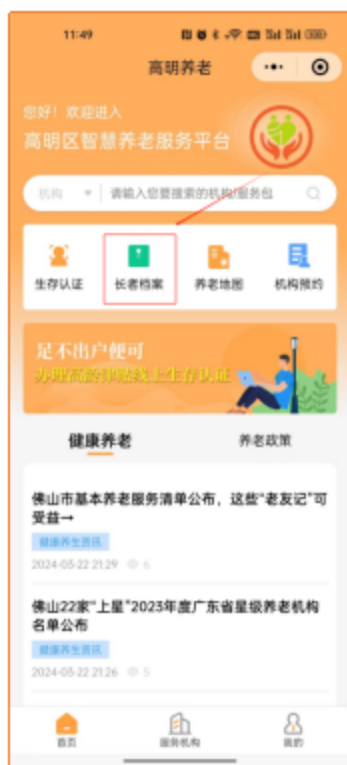 11:49
高明养老
您好！欢迎进入
高明区智慧养老服务平台
机构
请输入您要搜索的机构/服务包
生存认证
长者档案
养老地图
机构预约
足不出户便可
办理高龄津贴线上生存认证
健康养老
养老政策
佛山市基本养老服务清单公布，这些“老友记”可
受益→
健康养生资讯
2024-03-22 21:29 6
佛山22家“上星”2023年度广东省星级养老机构
名单公布
健康养生资讯
2024-03-22 21:26 5
首页
服务机构
我的